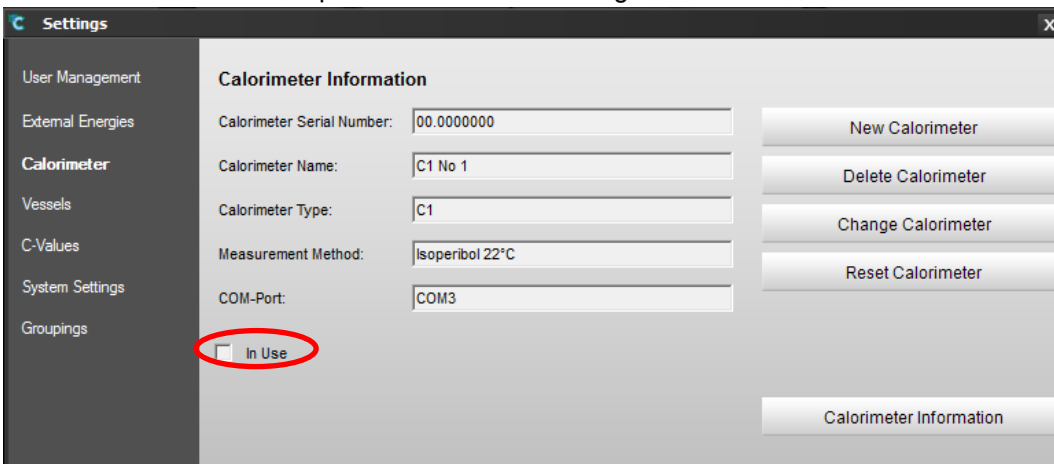 Settings
X
User Management
External Energies
Calorimeter
Vessels
C-Values
System Settings
Groupings
Calorimeter Information
Calorimeter Serial Number: 00.0000000
Calorimeter Name: C1 No 1
Calorimeter Type: C1
Measurement Method: Isoperibol 22°C
COM-Port: COM3
In Use
New Calorimeter
Delete Calorimeter
Change Calorimeter
Reset Calorimeter
Calorimeter Information